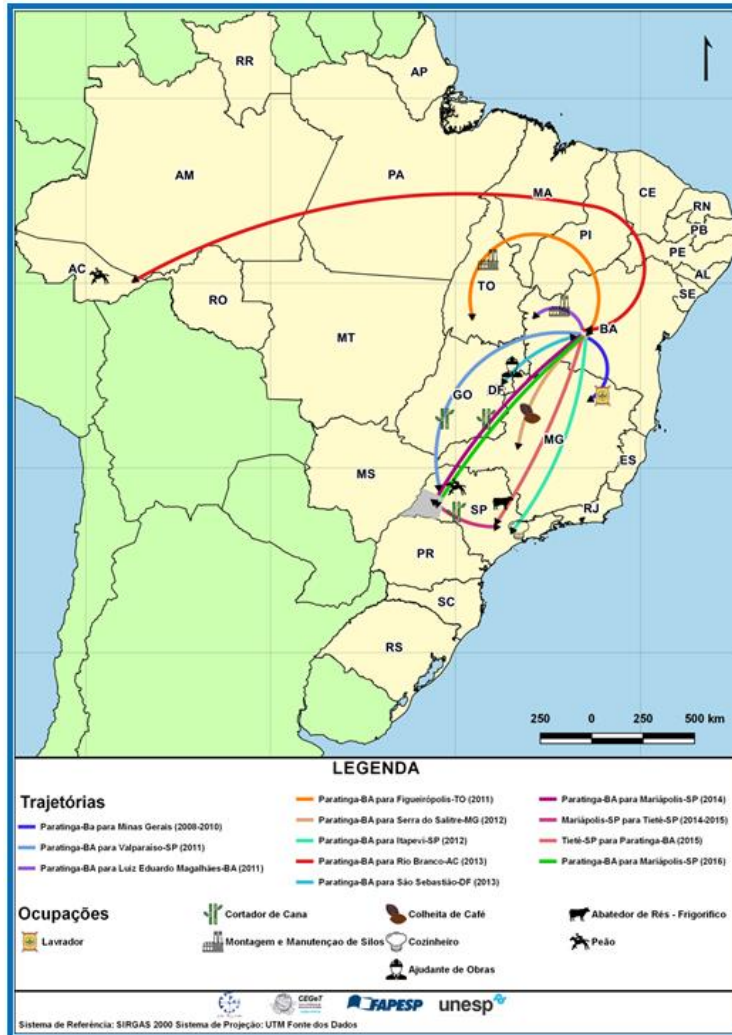 RR
AP
AM
PA
MA
CE
RN
PB
PI
PE
AL
SE
AC
TO
RO
BA
MT
GO
DF
MG
ES
MS
SP
RJ
PR
SC
RS
250 0 250 500 km
LEGENDA
Trajetórias
Paratinga-Ba para Minas Gerais (2008-2010)
Paratinga-BA para Valparaíso-SP (2011)
Paratinga-BA para Luiz Eduardo Magalhães-BA (2011)
Paratinga-BA para Figueirópolis-TO (2011)
Paratinga-BA para Serra do Salitre-MG (2012)
Paratinga-BA para Itapevi-SP (2012)
Paratinga-BA para Rio Branco-AC (2013)
Paratinga-BA para São Sebastião-DF (2013)
Paratinga-BA para Mariápolis-SP (2014)
Mariápolis-SP para Tietê-SP (2014-2015)
Tietê-SP para Paratinga-BA (2015)
Paratinga-BA para Mariápolis-SP (2016)
Ocupações
Lavrador
Cortador de Cana
Montagem e Manutençao de Silos
Colheita de Café
Cozinheiro
Ajudante de Obras
Abatedor de Rês - Frigorífico
Peão
CEGeT
FAPESP
unesp
Sistema de Referência: SIRGAS 2000 Sistema de Projeção: UTM Fonte dos Dados